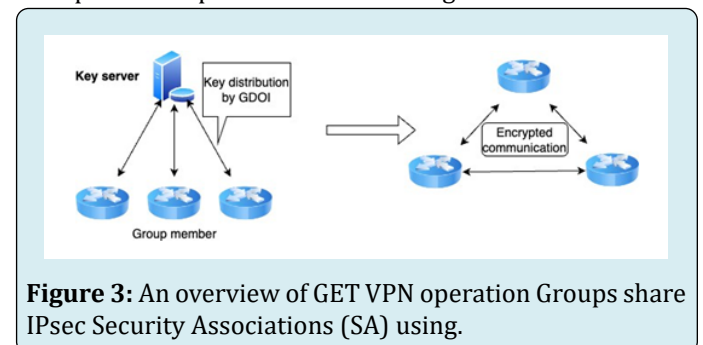 Key server
Key distribution
by GDOI
Encrypted
communication
Group member
Figure 3: An overview of GET VPN operation Groups share
IPsec Security Associations (SA) using.